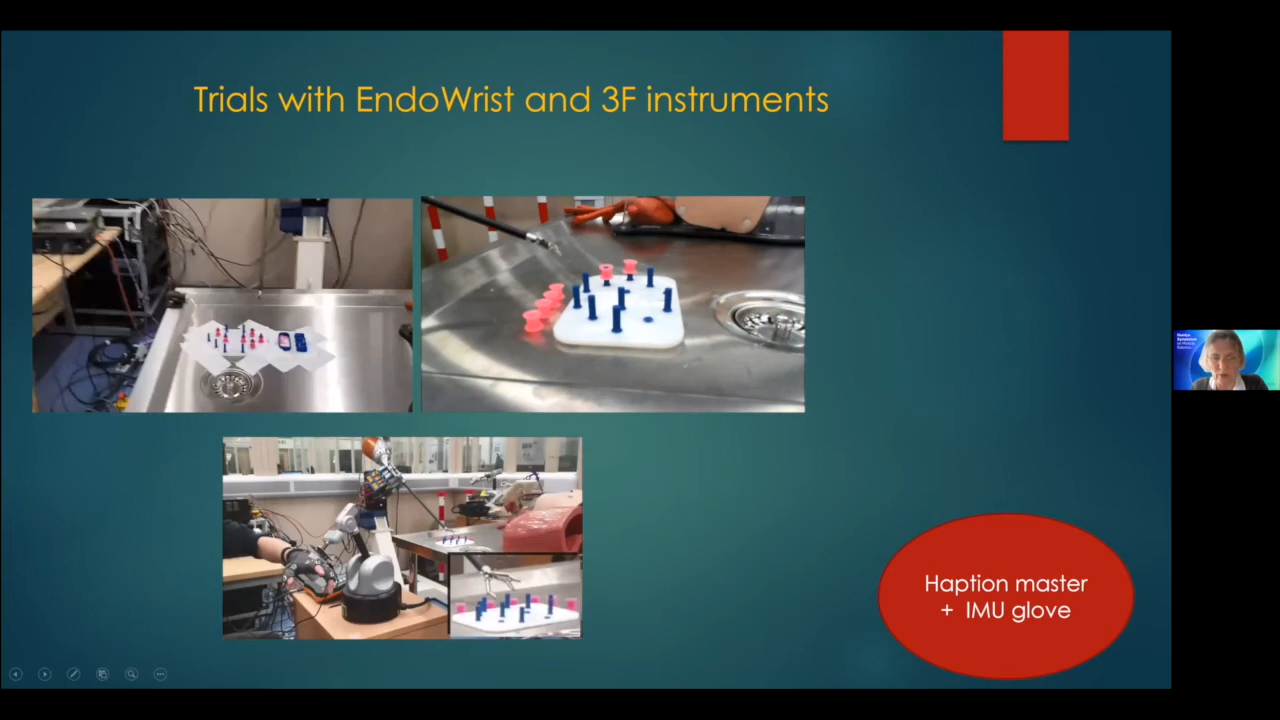 Trials with EndoWrist and 3F instruments
Haption master
+ IMU glove